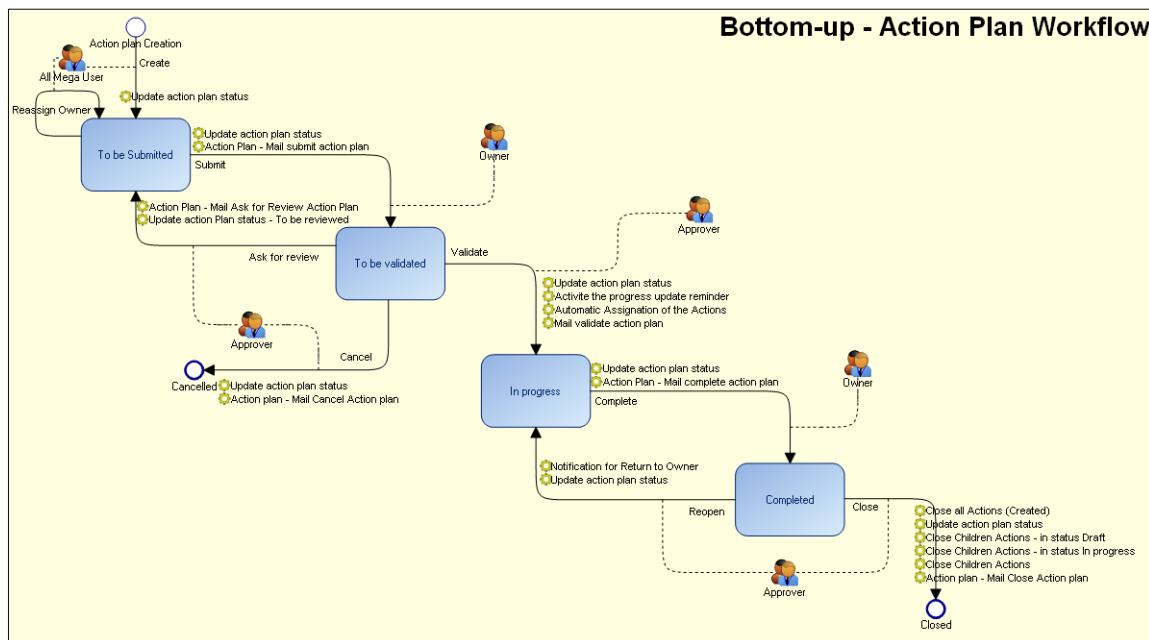 Bottom-up - Action Plan Workflow
Action plan Creation
Create
All Mega User
Update action plan status
Reassign Owner
To be Submitted
Update action plan status
Action Plan - Mail submit action plan
Submit
Owner
Action Plan - Mail Ask for Review Action Plan
Update action Plan status - To be reviewed
Ask for review
To be validated
Validate
Approver
Update action plan status
Activite the progress update reminder
Automatic Assignation of the Actions
Mail validate action plan
Approver
Cancel
Cancelled
Update action plan status
Action plan - Mail Cancel Action plan
In progress
Update action plan status
Action Plan - Mail complete action plan
Complete
Owner
Notification for Return to Owner
Update action plan status
Reopen
Completed
Close
Close all Actions (Created)
Update action plan status
Close Children Actions - in status Draft
Close Children Actions - in status In progress
Close Children Actions
Action plan - Mail Close Action plan
Approver
Closed